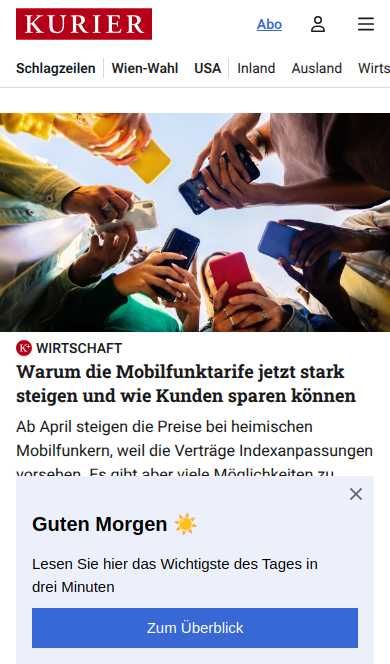 KURIER
Abo
Schlagzeilen Wien-Wahl USA Inland Ausland Wirts
K+ WIRTSCHAFT
Warum die Mobilfunktarife jetzt stark
steigen und wie Kunden sparen können
Ab April steigen die Preise bei heimischen
Mobilfunkern, weil die Verträge Indexanpassungen
vorsehen. Es gibt aber viele Möglichkeiten zu
Guten Morgen ☀️
Lesen Sie hier das Wichtigste des Tages in
drei Minuten
Zum Überblick